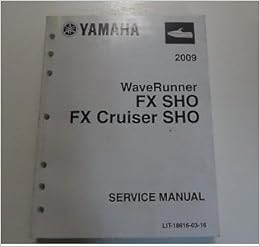 YAMAHA
2009
WaveRunner
FX SHO
FX Cruiser SHO
SERVICE MANUAL
LIT-18616-03-16